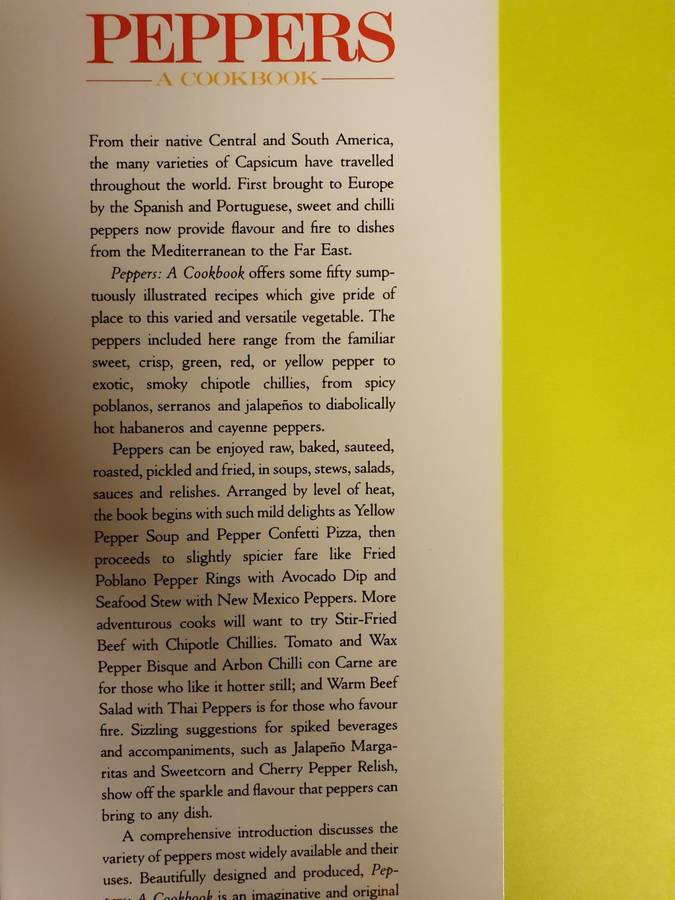 PEPPERS
A COOKBOOK
From their native Central and South America,
the many varieties of Capsicum have travelled
throughout the world. First brought to Europe
by the Spanish and Portuguese, sweet and chilli
peppers now provide flavour and fire to dishes
from the Mediterranean to the Far East.
Peppers: A Cookbook offers some fifty sump-
tuously illustrated recipes which give pride of
place to this varied and versatile vegetable. The
peppers included here range from the familiar
sweet, crisp, green, red, or yellow pepper to
exotic, smoky chipotle chillies, from spicy
poblanos, serranos and jalapeños to diabolically
hot habaneros and cayenne peppers.
Peppers can be enjoyed raw, baked, sauteed,
roasted, pickled and fried, in soups, stews, salads,
sauces and relishes. Arranged by level of heat,
the book begins with such mild delights as Yellow
Pepper Soup and Pepper Confetti Pizza, then
proceeds to slightly spicier fare like Fried
Poblano Pepper Rings with Avocado Dip and
Seafood Stew with New Mexico Peppers. More
adventurous cooks will want to try Stir-Fried
Beef with Chipotle Chillies. Tomato and Wax
Pepper Bisque and Arbon Chilli con Carne are
for those who like it hotter still; and Warm Beef
Salad with Thai Peppers is for those who favour
fire. Sizzling suggestions for spiked beverages
and accompaniments, such as Jalapeño Marga-
ritas and Sweetcorn and Cherry Pepper Relish,
show off the sparkle and flavour that peppers can
bring to any dish.
A comprehensive introduction discusses the
variety of peppers most widely available and their
uses. Beautifully designed and produced, Pep-
pers: A Cookbook is an imaginative and original